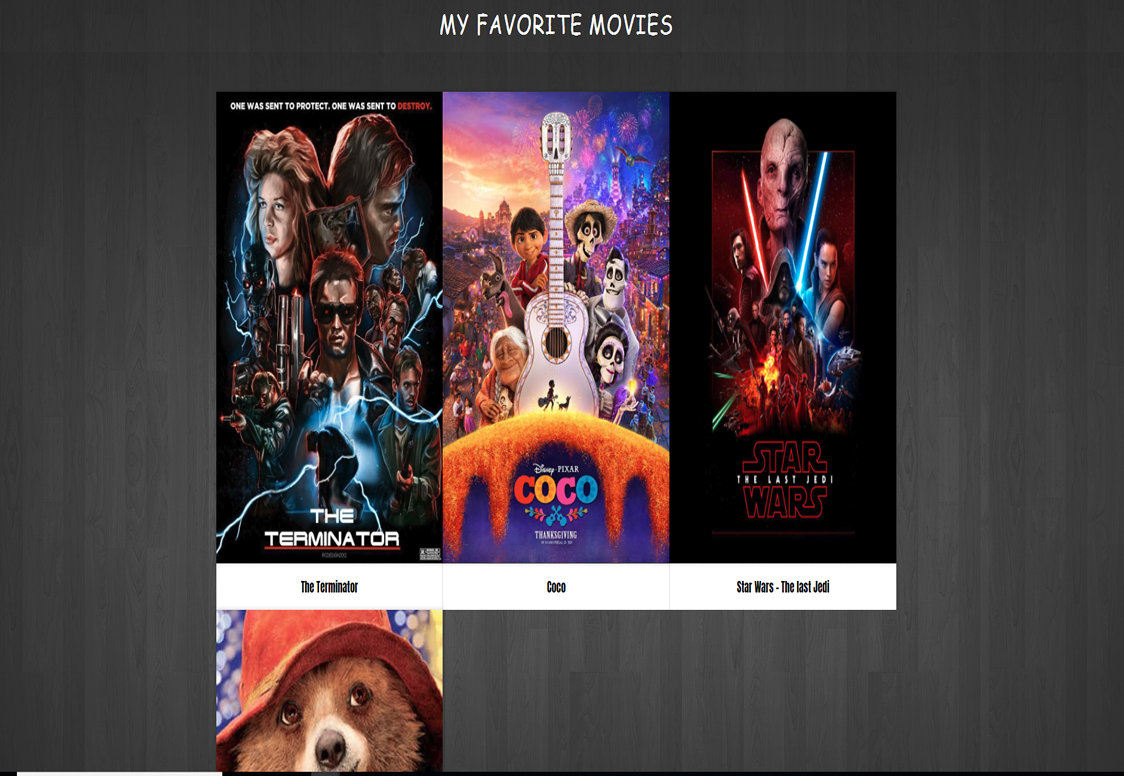 MY FAVORITE MOVIES
ONE WAS SENT TO PROTECT. ONE WAS SENT TO DESTROY.
THE
TERMINATOR
Disney · PIXAR
COCO
THANKSGIVING
STAR
THE LAST JEDI
WARS
The Terminator
Coco
Star Wars - The last Jedi